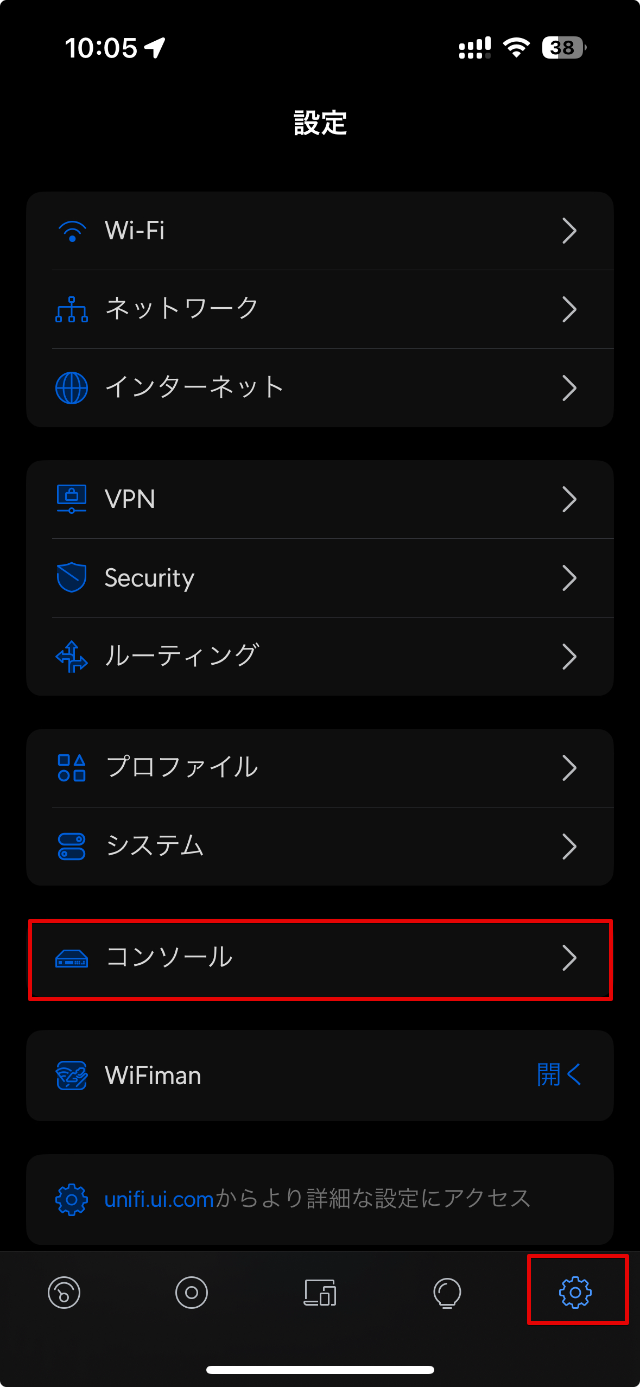 10:05
38
設定
Wi-Fi
ネットワーク
インターネット
VPN
Security
ルーティング
プロファイル
システム
コンソール
WiFiman
開く
unifi.ui.comからより詳細な設定にアクセス